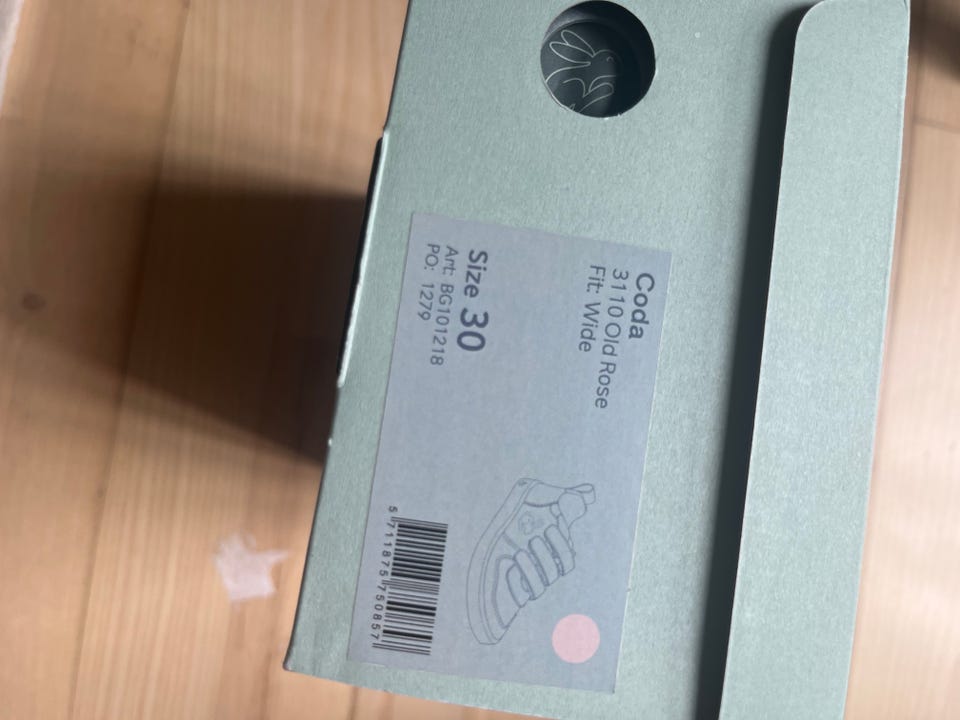 Coda
3110 Old Rose
Fit: Wide
Size 30
Art: BG101218
PO: 1279
5 711875 750857